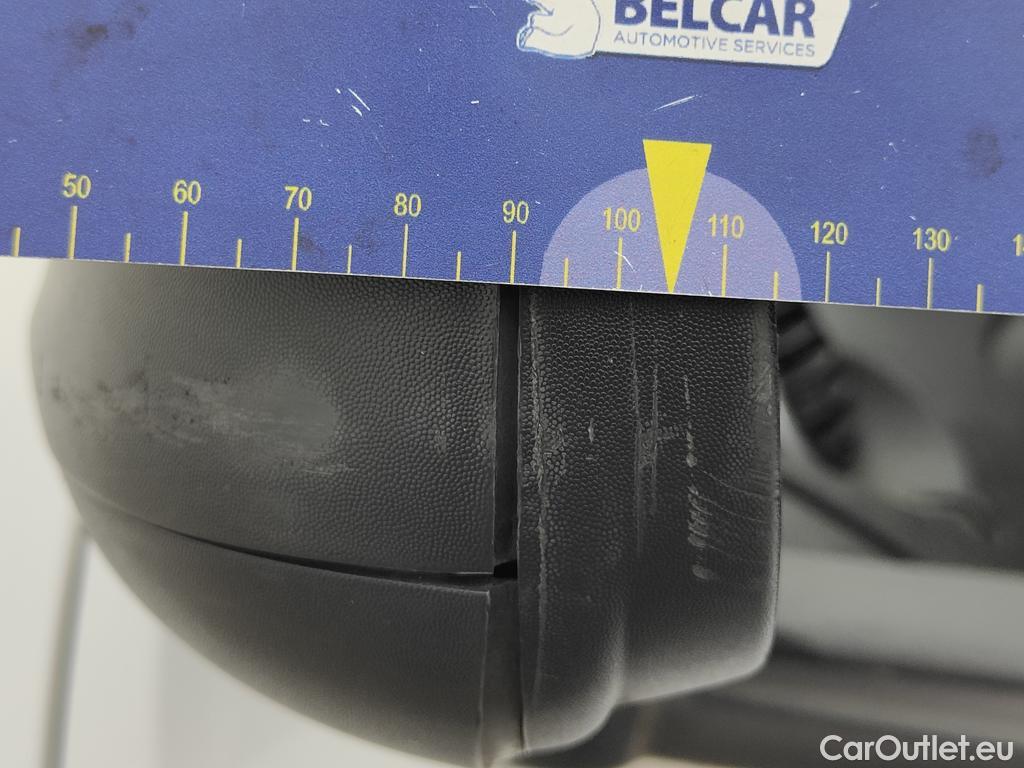 BELCAR
AUTOMOTIVE SERVICES
50 60 70 80 90 100 110 120 130
CarOutlet.eu